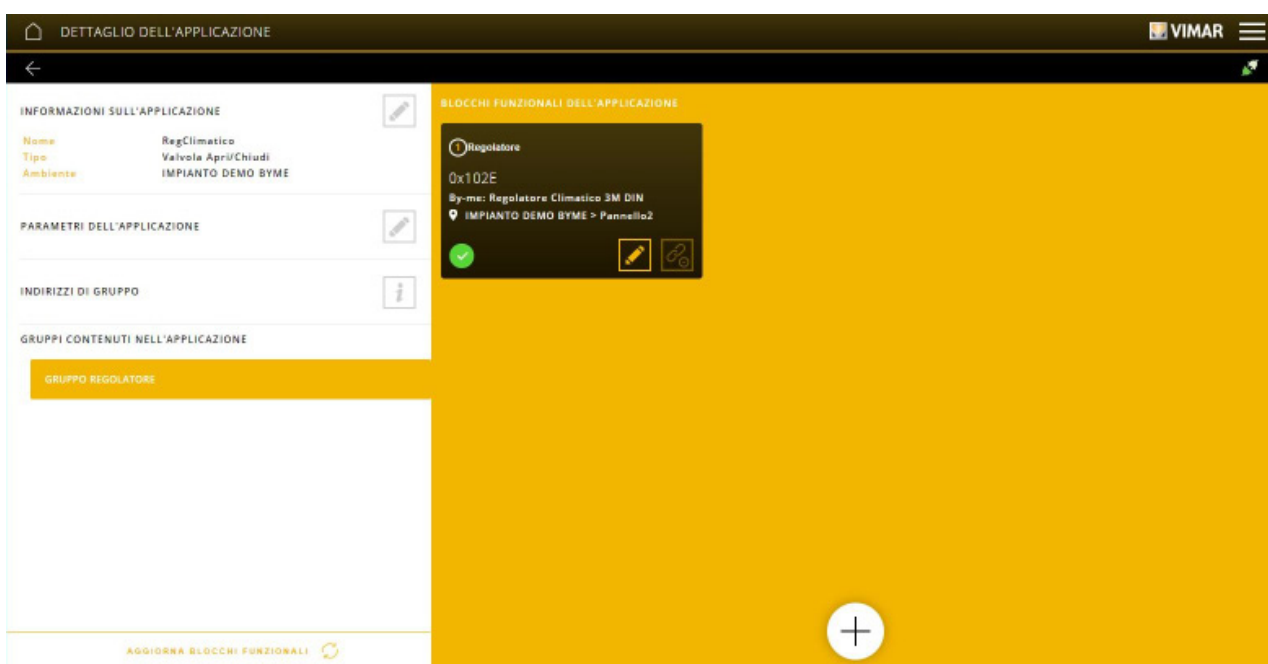 DETTAGLIO DELL'APPLICAZIONE
VIMAR
INFORMAZIONI SULL'APPLICAZIONE
Nome RegClimatico
Tipo Valvola Apri/Chiudi
Ambiente IMPIANTO DEMO BYME
PARAMETRI DELL'APPLICAZIONE
INDIRIZZI DI GRUPPO
i
GRUPPI CONTENUTI NELL'APPLICAZIONE
GRUPPO REGOLATORE
AGGIORNA BLOCCHI FUNZIONALI
BLOCCHI FUNZIONALI DELL'APPLICAZIONE
1 Regolatore
0x102E
By-me: Regolatore Climatico 3M DIN
IMPIANTO DEMO BYME > Pannello2